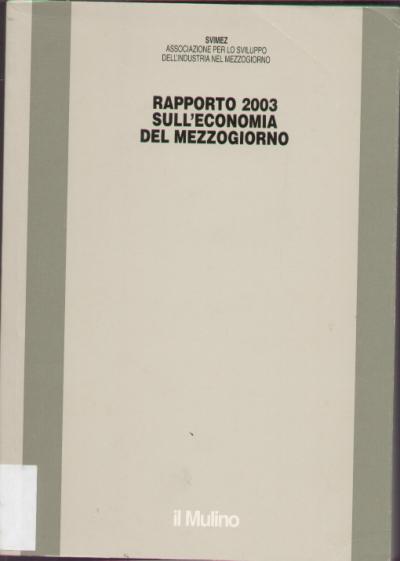 SVIMEZ
ASSOCIAZIONE PER LO SVILUPPO
DELL'INDUSTRIA NEL MEZZOGIORNO
RAPPORTO 2003
SULL'ECONOMIA
DEL MEZZOGIORNO
il Mulino